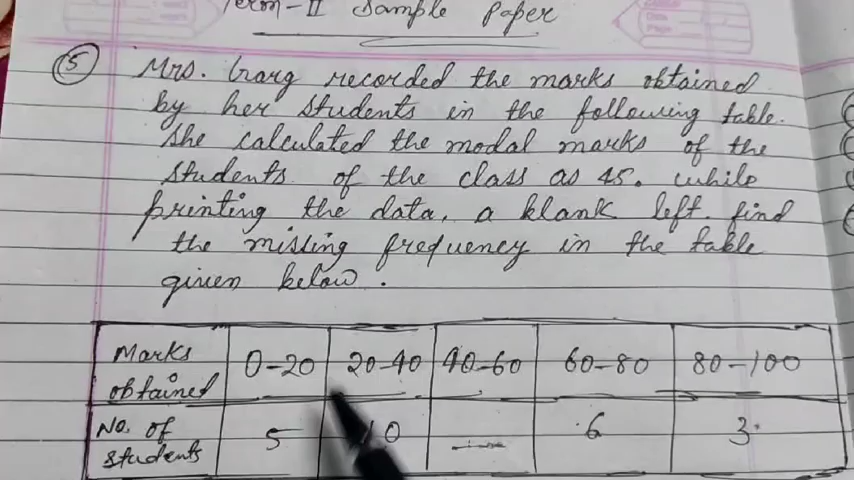 Term-II Sample Paper
5 Mrs. Garg recorded the marks obtained
by her students in the following table.
She calculated the modal marks of the
students of the class as 45. while
printing the data, a blank left. find
the missing frequency in the table
given below.
Marks obtained 0-20 20-40 40-60 60-80 80-100
No. of students 5 10 __ 6 3